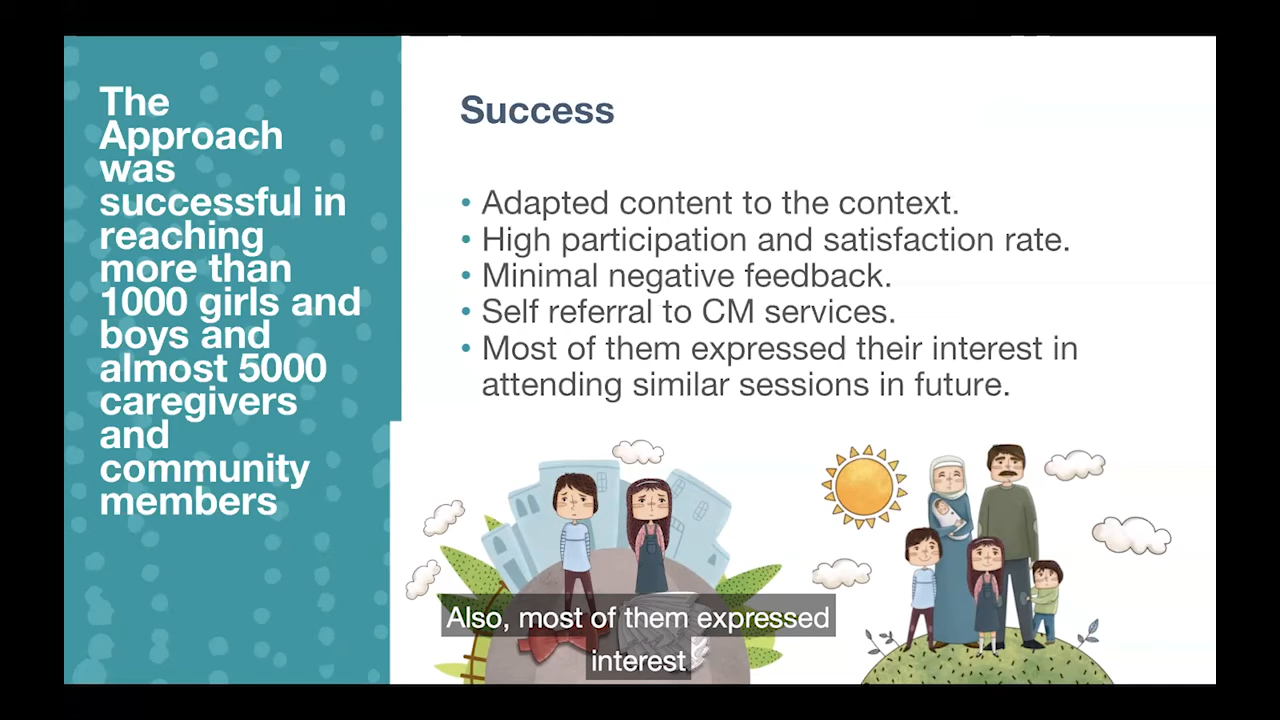 The
Approach
was
successful in
reaching
more than
1000 girls and
boys and
almost 5000
caregivers
and
community
members
Success
• Adapted content to the context.
• High participation and satisfaction rate.
• Minimal negative feedback.
• Self referral to CM services.
• Most of them expressed their interest in
attending similar sessions in future.
Also, most of them expressed
interest